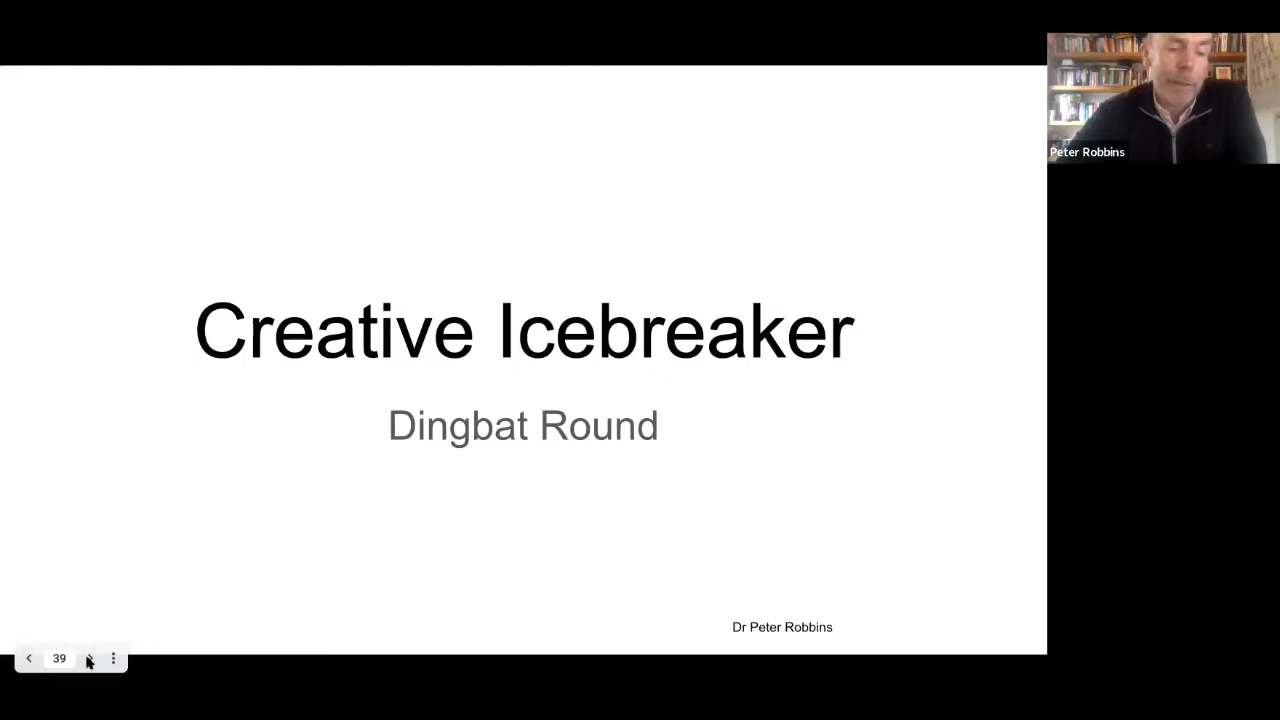 Creative Icebreaker
Dingbat Round
Dr Peter Robbins
39
Peter Robbins